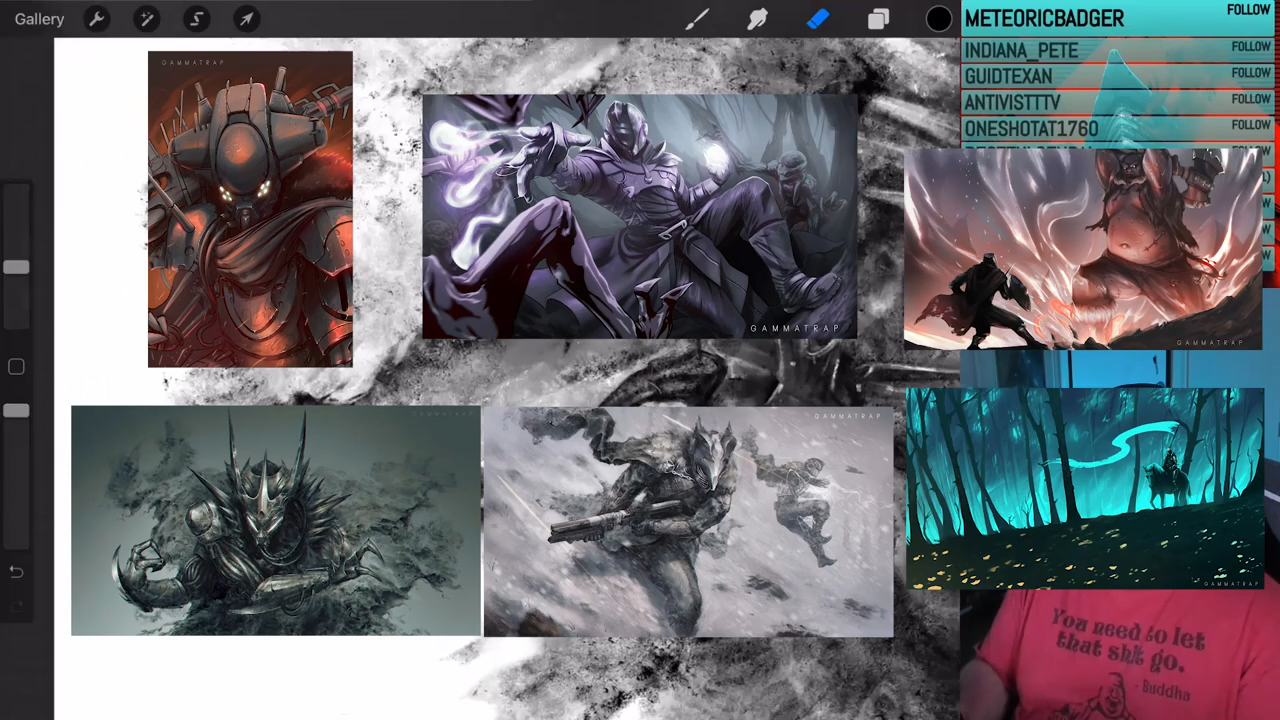 Gallery
METEORICBADGER FOLLOW
INDIANA_PETE FOLLOW
GUIDTEXAN FOLLOW
ANTIVISTTTV FOLLOW
ONESHOTAT1760 FOLLOW
GAMMATRAP
GAMMATRAP
GAMMATRAP
GAMMATRAP
GAMMATRAP
GAMMATRAP
You need to let
that shit go.
- Buddha